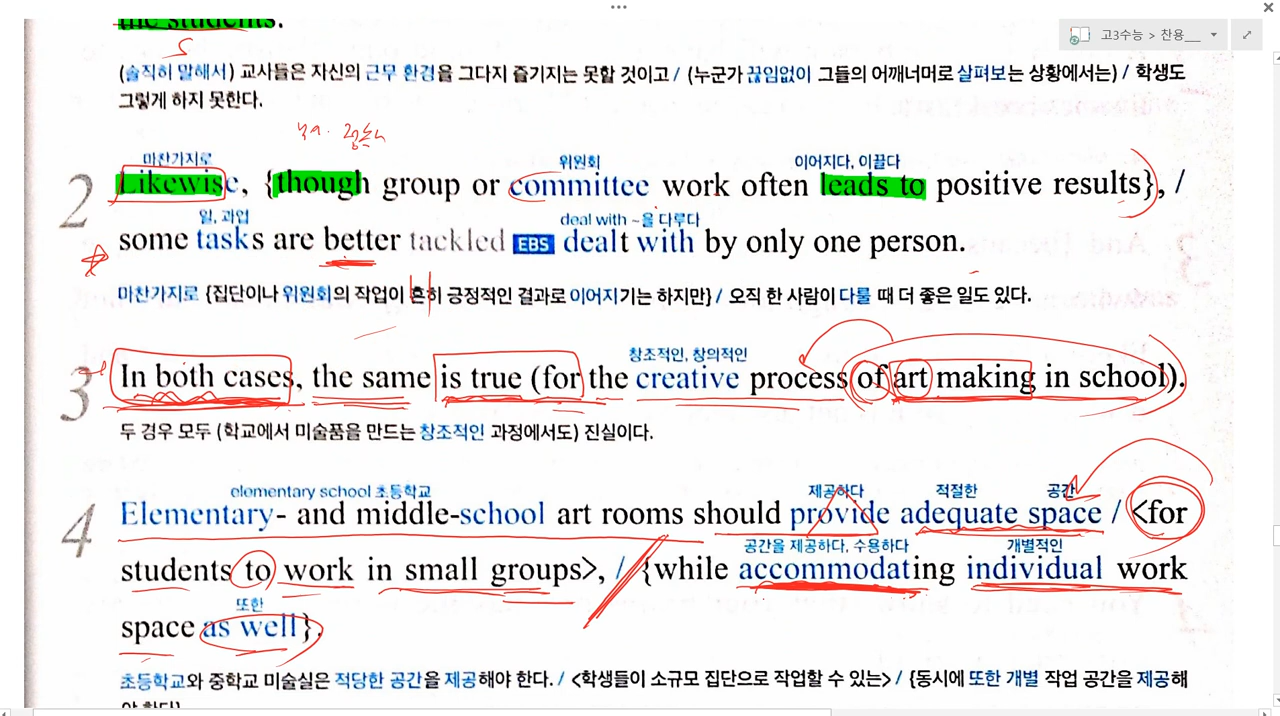 the students.
고3수능 > 찬용__
S
(솔직히 말해서) 교사들은 자신의 근무 환경을 그다지 즐기지는 못할 것이고 / (누군가 끊임없이 그들의 어깨너머로 살펴보는 상황에서는) / 학생도
그렇게 하지 못한다.
마찬가지로 위원회 이어지다, 이끌다
2 Likewise, {though group or committee work often leads to positive results}, /
일, 과업 deal with ~을 다루다
some tasks are better tackled EBS dealt with by only one person.
마찬가지로 {집단이나 위원회의 작업이 흔히 긍정적인 결과로 이어지기는 하지만} / 오직 한 사람이 다룰 때 더 좋은 일도 있다.
창조적인, 창의적인
3 In both cases, the same is true (for the creative process of art making in school).
두 경우 모두 (학교에서 미술품을 만드는 창조적인 과정에서도) 진실이다.
elementary school 초등학교 제공하다 적절한 공간
4 Elementary- and middle-school art rooms should provide adequate space / <for
공간을 제공하다, 수용하다 개별적인
students to work in small groups>, / {while accommodating individual work
또한
space as well}.
초등학교와 중학교 미술실은 적당한 공간을 제공해야 한다. / <학생들이 소규모 집단으로 작업할 수 있는> / {동시에 또한 개별 작업 공간을 제공해